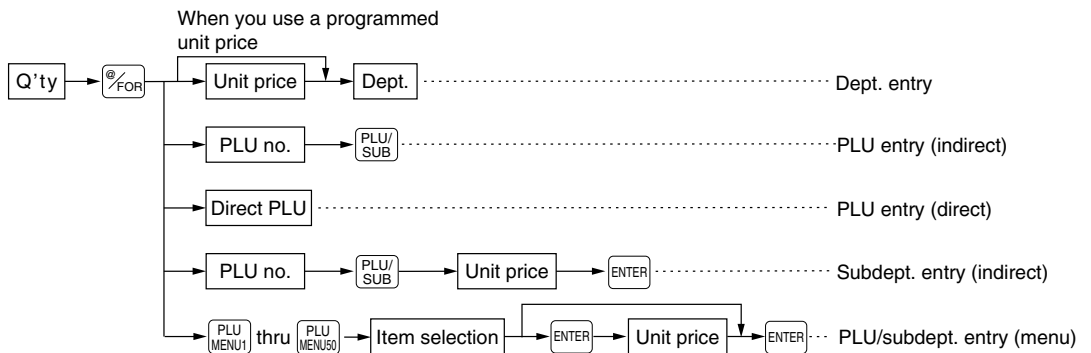 When you use a programmed
unit price
Q'ty @/FOR Unit price Dept. Dept. entry
PLU no. PLU/SUB PLU entry (indirect)
Direct PLU PLU entry (direct)
PLU no. PLU/SUB Unit price ENTER Subdept. entry (indirect)
PLU MENU1 thru PLU MENU50 Item selection ENTER Unit price ENTER PLU/subdept. entry (menu)